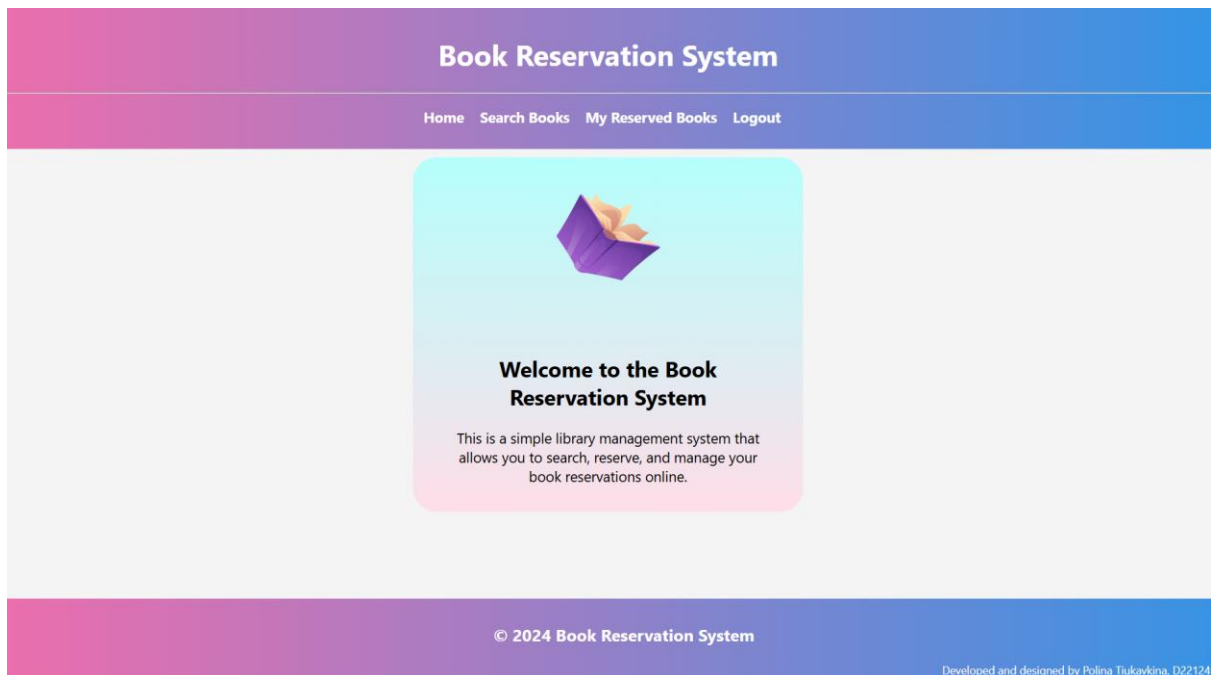 Book Reservation System
Home Search Books My Reserved Books Logout
Welcome to the Book
Reservation System
This is a simple library management system that
allows you to search, reserve, and manage your
book reservations online.
© 2024 Book Reservation System
Developed and designed by Polina Tiukavkina. D22124